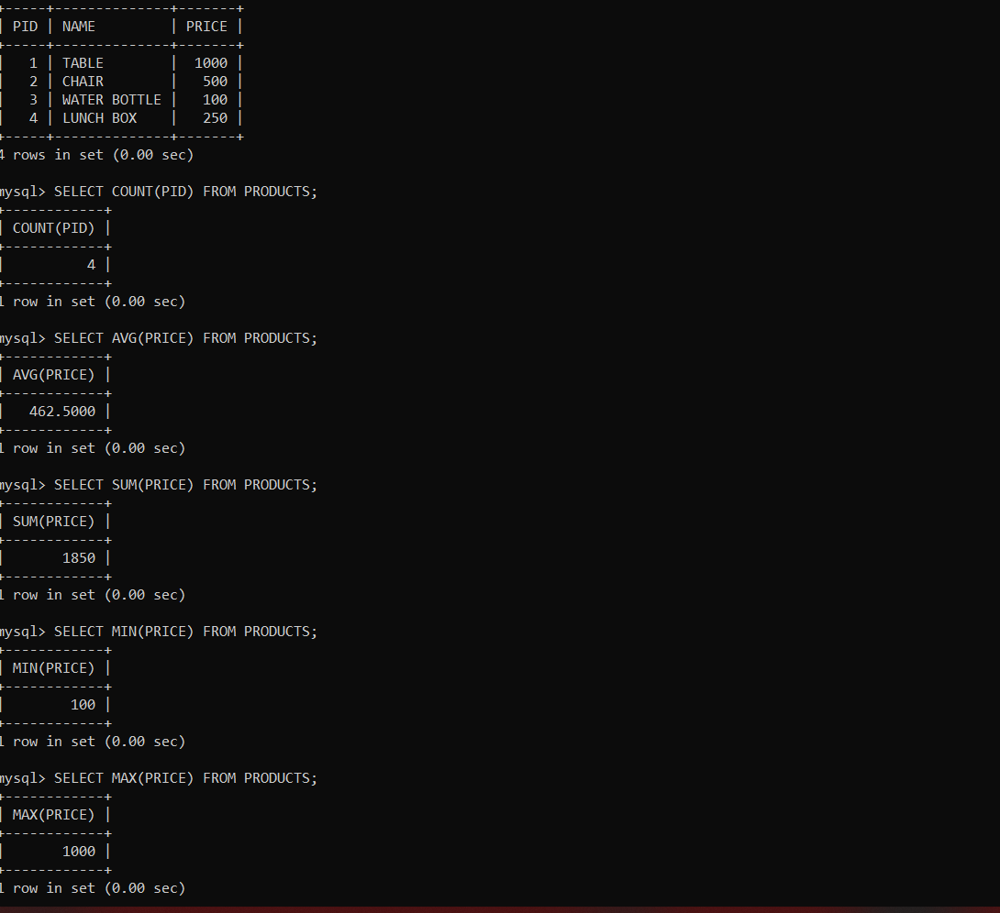 +-----+--------------+-------+
| PID | NAME         | PRICE |
+-----+--------------+-------+
|   1 | TABLE        |  1000 |
|   2 | CHAIR        |   500 |
|   3 | WATER BOTTLE |   100 |
|   4 | LUNCH BOX    |   250 |
+-----+--------------+-------+
4 rows in set (0.00 sec)

mysql> SELECT COUNT(PID) FROM PRODUCTS;
+------------+
| COUNT(PID) |
+------------+
|          4 |
+------------+
1 row in set (0.00 sec)

mysql> SELECT AVG(PRICE) FROM PRODUCTS;
+------------+
| AVG(PRICE) |
+------------+
|   462.5000 |
+------------+
1 row in set (0.00 sec)

mysql> SELECT SUM(PRICE) FROM PRODUCTS;
+------------+
| SUM(PRICE) |
+------------+
|       1850 |
+------------+
1 row in set (0.00 sec)

mysql> SELECT MIN(PRICE) FROM PRODUCTS;
+------------+
| MIN(PRICE) |
+------------+
|        100 |
+------------+
1 row in set (0.00 sec)

mysql> SELECT MAX(PRICE) FROM PRODUCTS;
+------------+
| MAX(PRICE) |
+------------+
|       1000 |
+------------+
1 row in set (0.00 sec)